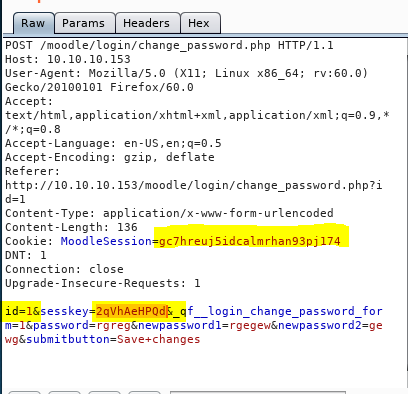 Raw Params Headers Hex
POST /moodle/login/change_password.php HTTP/1.1
Host: 10.10.10.153
User-Agent: Mozilla/5.0 (X11; Linux x86_64; rv:60.0)
Gecko/20100101 Firefox/60.0
Accept:
text/html,application/xhtml+xml,application/xml;q=0.9,*
/*;q=0.8
Accept-Language: en-US,en;q=0.5
Accept-Encoding: gzip, deflate
Referer:
http://10.10.10.153/moodle/login/change_password.php?i
d=1
Content-Type: application/x-www-form-urlencoded
Content-Length: 136
Cookie: MoodleSession=gc7hreuj5idcalmrhan93pj174
DNT: 1
Connection: close
Upgrade-Insecure-Requests: 1
id=1&sesskey=2qVhAeHPQd&_qf__login_change_password_for
m=1&password=rgreg&newpassword1=rgegew&newpassword2=ge
wg&submitbutton=Save+changes